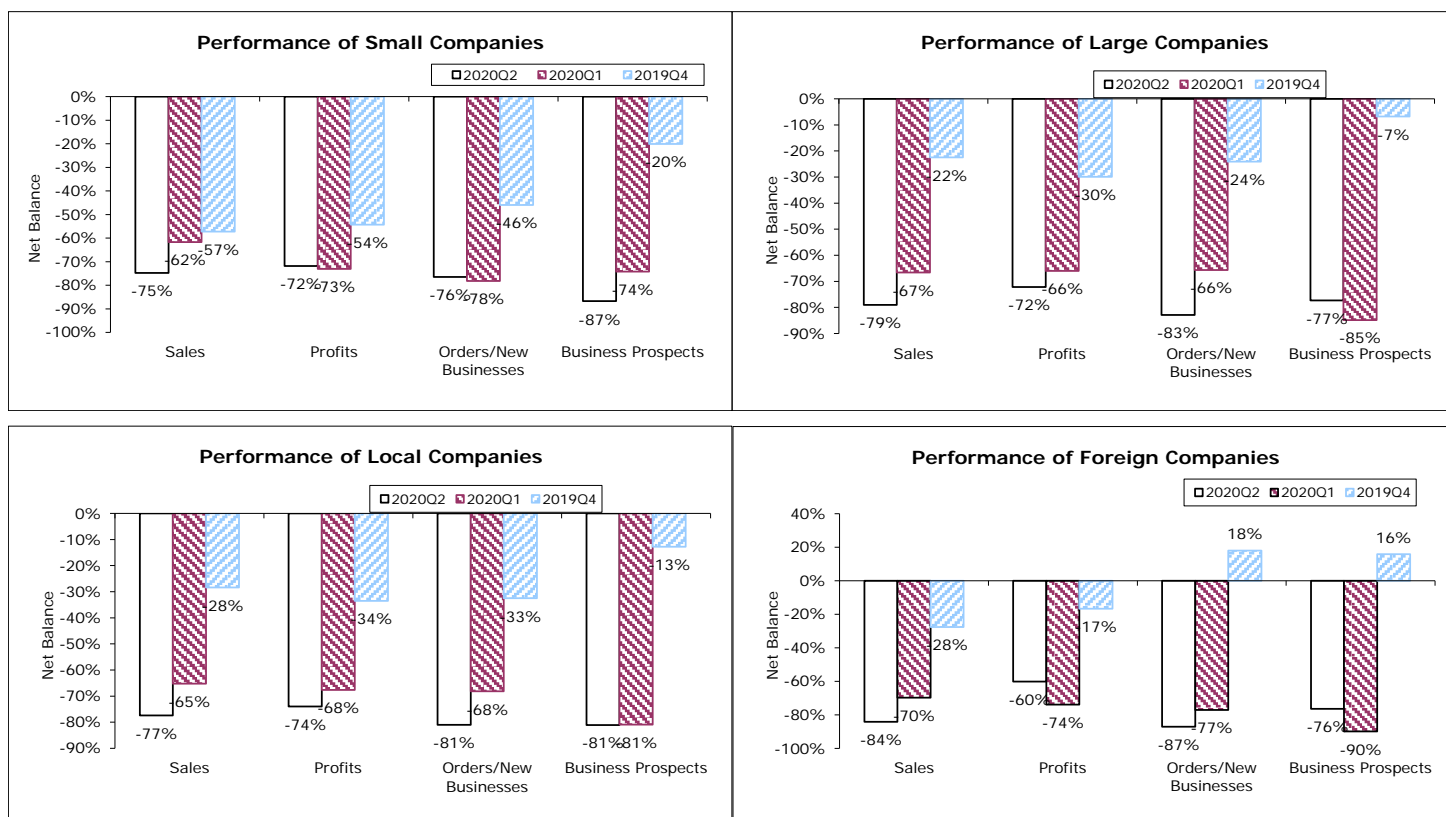 Performance of Small Companies
2020Q2 2020Q1 2019Q4
0%
-10%
-20%
-30%
-40%
-50%
-60%
-70%
-80%
-90%
-100%
Net Balance
-75% -62% -57%
-72% -73% -54%
-76% -78% -46%
-87% -74% -20%
Sales Profits Orders/New Business Prospects
Businesses
Performance of Large Companies
2020Q2 2020Q1 2019Q4
0%
-10%
-20%
-30%
-40%
-50%
-60%
-70%
-80%
-90%
Net Balance
-79% -67% -22%
-72% -66% -30%
-83% -66% -24%
-77% -85% -7%
Sales Profits Orders/New Business Prospects
Businesses
Performance of Local Companies
2020Q2 2020Q1 2019Q4
0%
-10%
-20%
-30%
-40%
-50%
-60%
-70%
-80%
-90%
Net Balance
-77% -65% -28%
-74% -68% -34%
-81% -68% -33%
-81% -81% -13%
Sales Profits Orders/New Business Prospects
Businesses
Performance of Foreign Companies
2020Q2 2020Q1 2019Q4
40%
20%
0%
-20%
-40%
-60%
-80%
-100%
Net Balance
-84% -70% -28%
-60% -74% -17%
-87% -77% 18%
-76% -90% 16%
Sales Profits Orders/New Business Prospects
Businesses